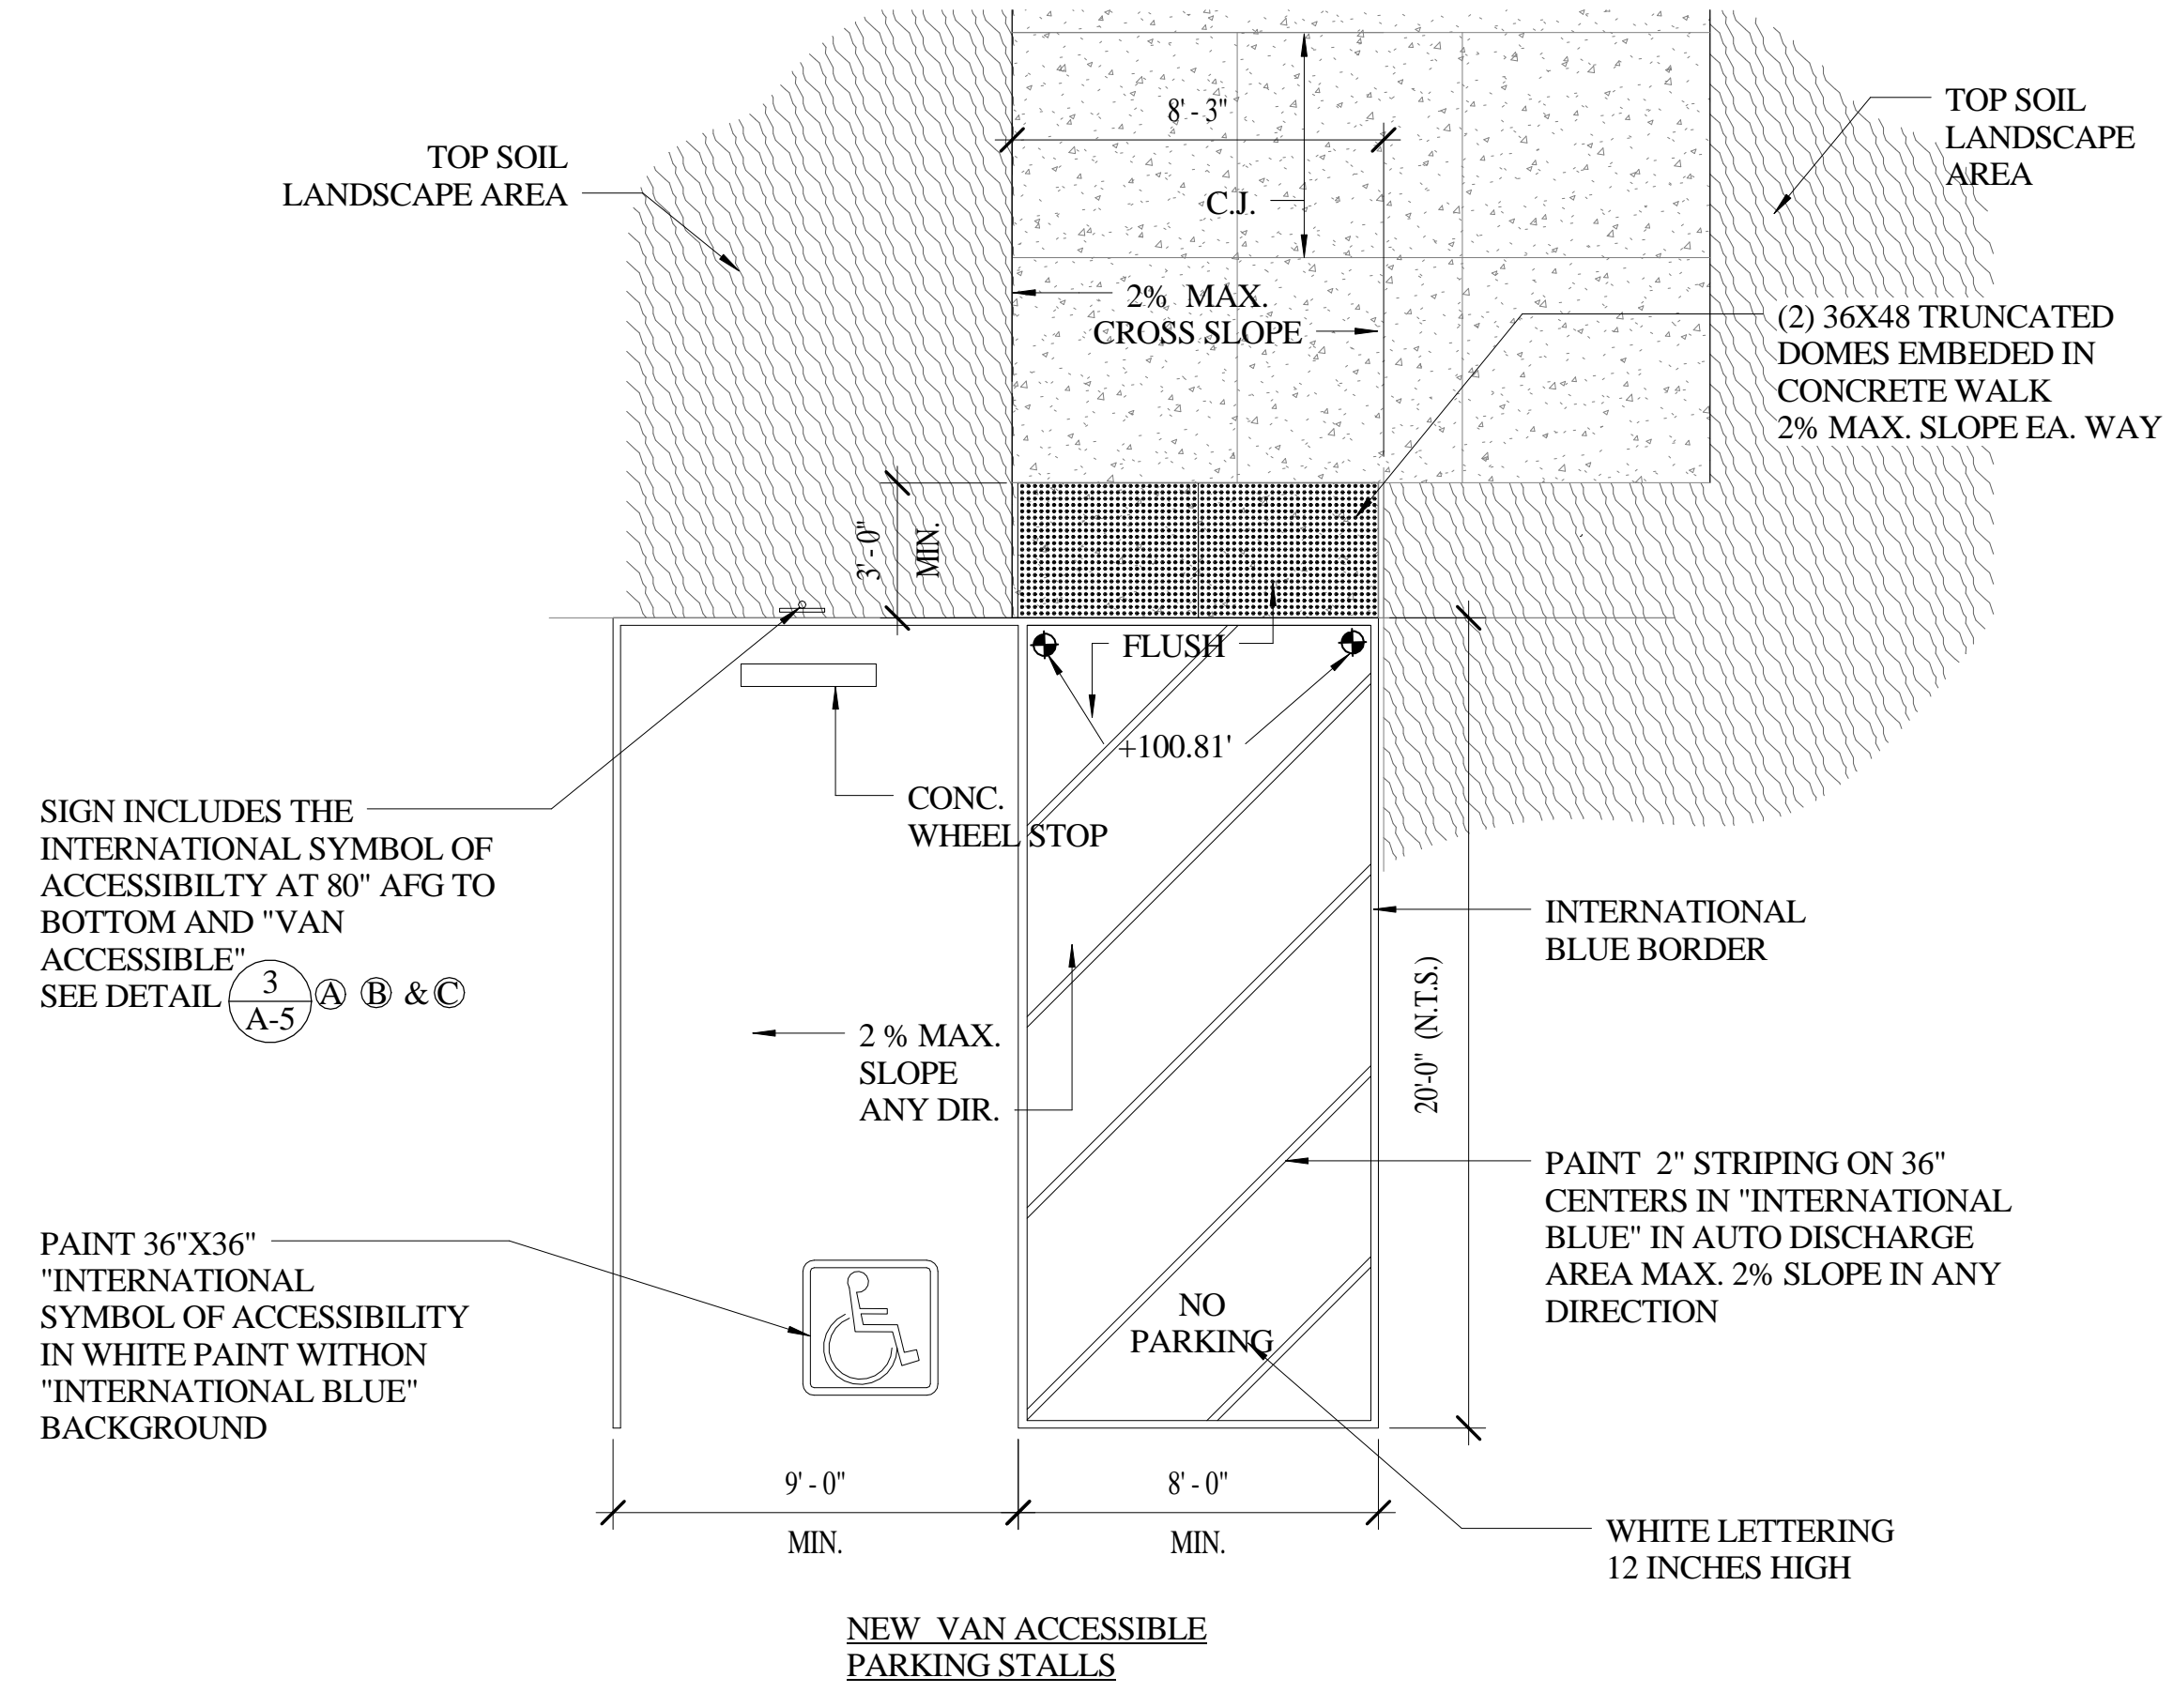 8'-3"
TOP SOIL
LANDSCAPE AREA
TOP SOIL
LANDSCAPE
AREA
C.J.
2% MAX.
CROSS SLOPE
(2) 36X48 TRUNCATED
DOMES EMBEDED IN
CONCRETE WALK
2% MAX. SLOPE EA. WAY
3'-0"
MIN.
FLUSH
+100.81'
CONC.
WHEEL STOP
SIGN INCLUDES THE
INTERNATIONAL SYMBOL OF
ACCESSIBILTY AT 80" AFG TO
BOTTOM AND "VAN
ACCESSIBLE"
SEE DETAIL 3 A B & C
A-5
INTERNATIONAL
BLUE BORDER
20'-0" (N.T.S.)
2 % MAX.
SLOPE
ANY DIR.
PAINT 2" STRIPING ON 36"
CENTERS IN "INTERNATIONAL
BLUE" IN AUTO DISCHARGE
AREA MAX. 2% SLOPE IN ANY
DIRECTION
PAINT 36"X36"
"INTERNATIONAL
SYMBOL OF ACCESSIBILITY
IN WHITE PAINT WITHON
"INTERNATIONAL BLUE"
BACKGROUND
NO
PARKING
9'-0"
MIN.
8'-0"
MIN.
WHITE LETTERING
12 INCHES HIGH
NEW VAN ACCESSIBLE
PARKING STALLS